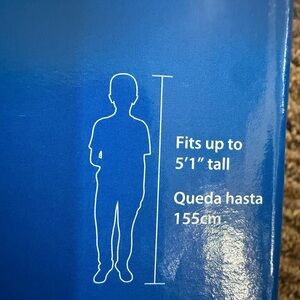 Fits up to
5'1" tall
Queda hasta
155cm